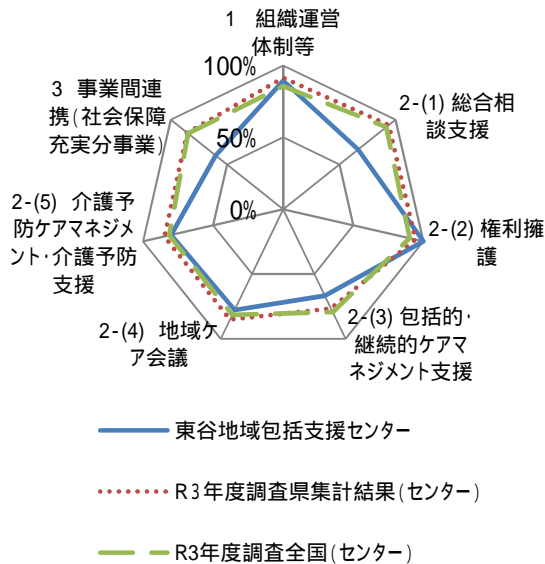 1　組織運営
体制等
100%
50%
0%
2-(1) 総合相
談支援
2-(2) 権利擁
護
2-(3) 包括的･
継続的ケアマ
ネジメント支援
2-(4) 地域ケ
ア会議
2-(5) 介護予
防ケアマネジメ
ント･介護予防
支援
3 事業間連
携(社会保障
充実分事業)
東谷地域包括支援センター
R3年度調査県集計結果(センター)
R3年度調査全国(センター)